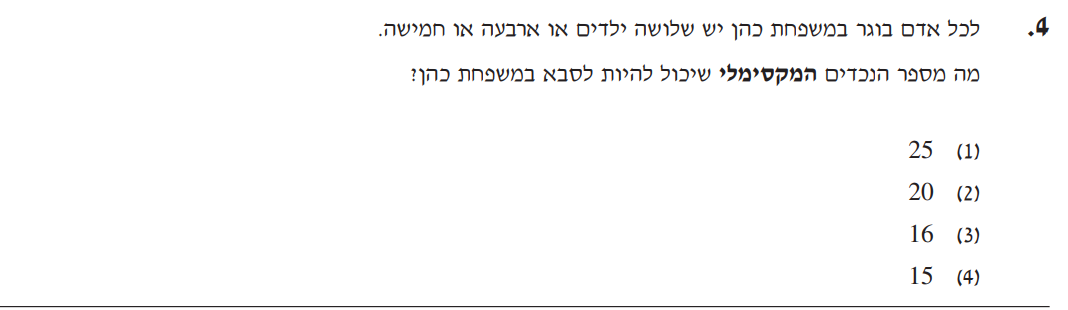 4. לכל אדם בוגר במשפחת כהן יש שלושה ילדים או ארבעה או חמישה.
מה מספר הנכדים המקסימלי שיכול להיות לסבא במשפחת כהן?
(1) 25
(2) 20
(3) 16
(4) 15